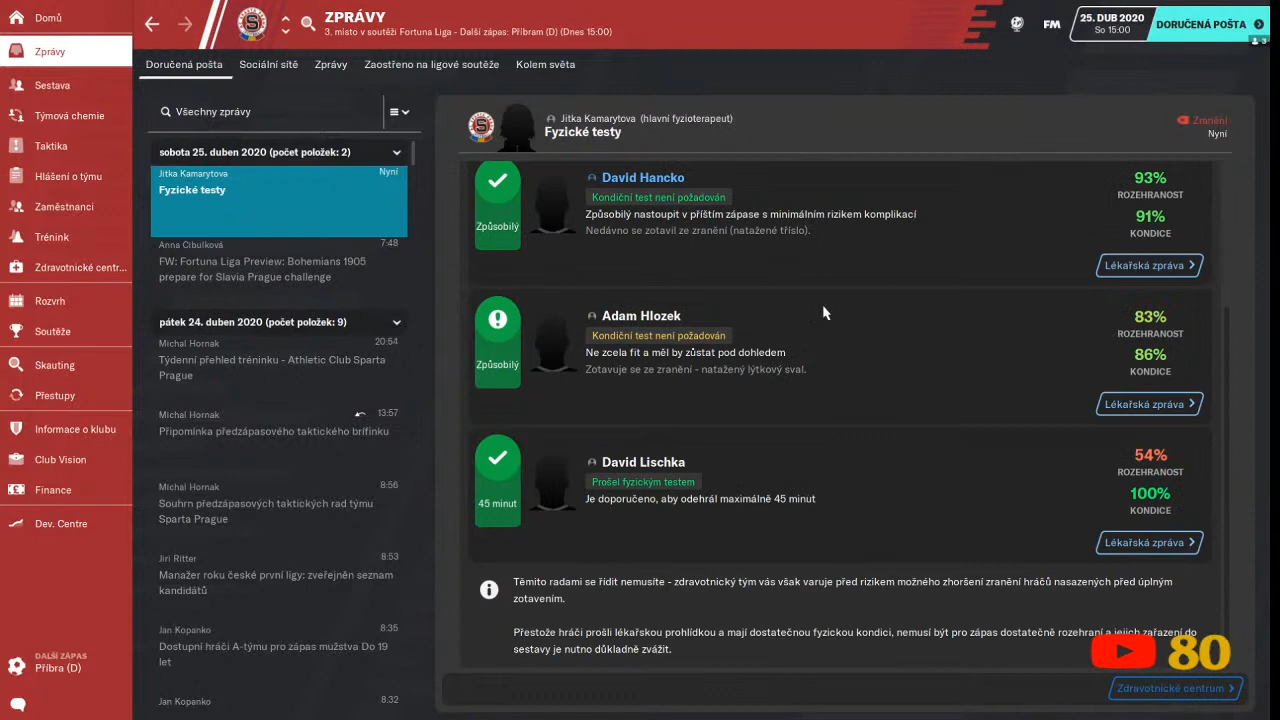 Domů
Zprávy
Sestava
Týmová chemie
Taktika
Hlášení o týmu
Zaměstnanci
Trénink
Zdravotnické centr...
Rozvrh
Soutěže
Skauting
Přestupy
Informace o klubu
Club Vision
Finance
Dev. Centre
DALŠÍ ZÁPAS
Příbra (D)
ZPRÁVY
3. místo v soutěži Fortuna Liga - Další zápas: Příbram (D) (Dnes 15:00)
FM
25. DUB 2020
So 15:00
DORUČENÁ POŠTA
3
Doručená pošta
Sociální sítě
Zprávy
Zaostřeno na ligové soutěže
Kolem světa
Všechny zprávy
sobota 25. duben 2020 (počet položek: 2)
Jitka Kamarytova
Nyní
Fyzické testy
Anna Cibulková
7:48
FW: Fortuna Liga Preview: Bohemians 1905
prepare for Slavia Prague challenge
pátek 24. duben 2020 (počet položek: 9)
Michal Hornak
20:54
Týdenní přehled tréninku - Athletic Club Sparta
Prague
Michal Hornak
13:57
Připomínka předzápasového taktického brífinku
Michal Hornak
8:56
Souhrn předzápasových taktických rad týmu
Sparta Prague
Jiri Ritter
8:53
Manažer roku české první ligy: zveřejněn seznam
kandidátů
Jan Kopanko
8:35
Dostupní hráči A-týmu pro zápas mužstva Do 19
let
Jan Kopanko
8:32
Jitka Kamarytova (hlavní fyzioterapeut)
Fyzické testy
Zranění
Nyní
Způsobilý
David Hancko
Kondiční test není požadován
Způsobilý nastoupit v příštím zápase s minimálním rizikem komplikací
Nedávno se zotavil ze zranění (natažené tříslo).
93%
ROZEHRANOST
91%
KONDICE
Lékařská zpráva
Způsobilý
Adam Hlozek
Kondiční test není požadován
Ne zcela fit a měl by zůstat pod dohledem
Zotavuje se ze zranění - natažený lýtkový sval.
83%
ROZEHRANOST
86%
KONDICE
Lékařská zpráva
45 minut
David Lischka
Prošel fyzickým testem
Je doporučeno, aby odehrál maximálně 45 minut
54%
ROZEHRANOST
100%
KONDICE
Lékařská zpráva
Těmito radami se řídit nemusíte - zdravotnický tým vás však varuje před rizikem možného zhoršení zranění hráčů nasazených před úplným
zotavením.
Přestože hráči prošli lékařskou prohlídkou a mají dostatečnou fyzickou kondici, nemusí být pro zápas dostatečně rozehraní a jejich zařazení do
sestavy je nutno důkladně zvážit.
80
Zdravotnické centrum